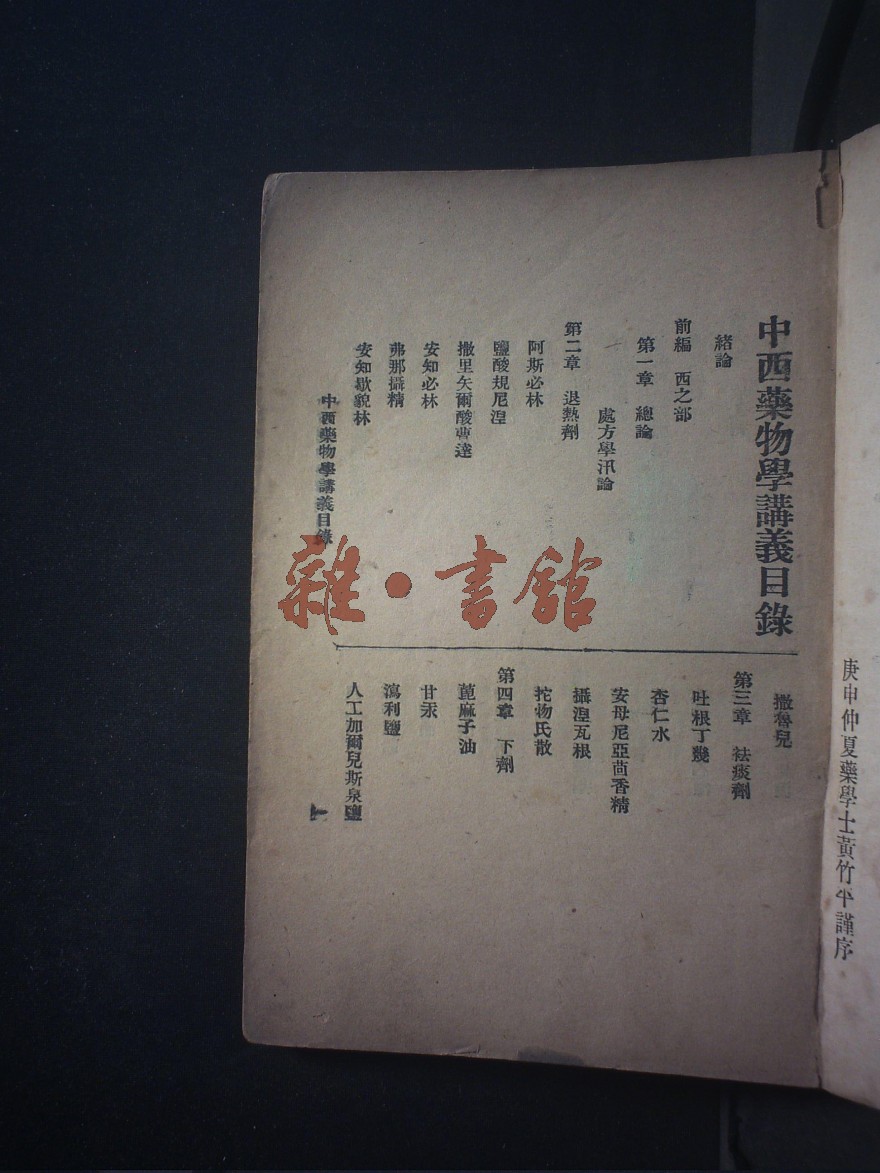 庚申仲夏藥學士黃竹平謹序
中西藥物學講義目錄
緒論
前編　西之部
第一章　總論
處方學汎論
第二章　退熱劑
阿斯必林
鹽酸規尼湼
撒里矢爾酸曹達
安知必林
弗那攝精
安知歇貌林
撒魯兒
第三章　袪痰劑
吐根丁幾
杏仁水
安母尼亞茴香精
攝湼瓦根
托物氏散
第四章　下劑
蓖麻子油
甘汞
瀉利鹽
人工加爾兒斯泉鹽
中西藥物學講義目錄
一
雜·書館